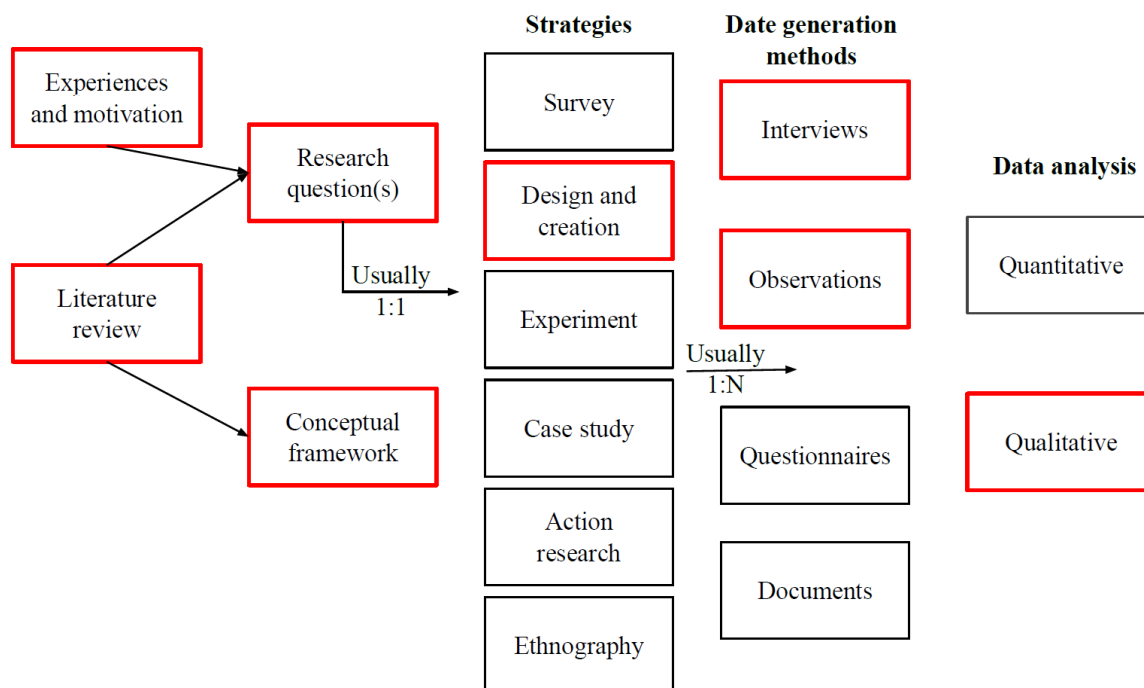 Experiences
and motivation
Literature
review
Research
question(s)
Conceptual
framework
Usually
1:1
Strategies
Survey
Design and
creation
Experiment
Case study
Action
research
Ethnography
Usually
1:N
Date generation
methods
Interviews
Observations
Questionnaires
Documents
Data analysis
Quantitative
Qualitative